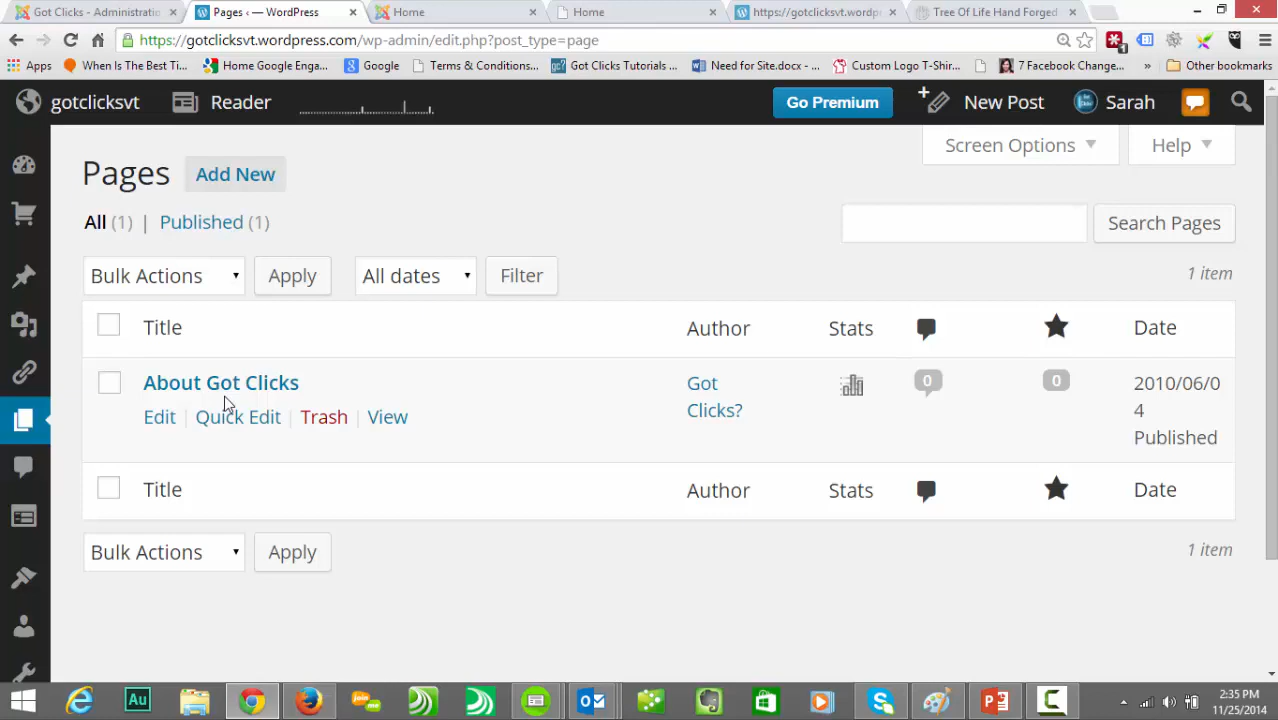 Got Clicks - Administratio
Pages ‹ — WordPress
Home
Home
https://gotclicksvt.wordp
Tree Of Life Hand Forged
https://gotclicksvt.wordpress.com/wp-admin/edit.php?post_type=page
Apps
When Is The Best Ti...
Home Google Enga...
Google
Terms & Conditions...
Got Clicks Tutorials ...
Need for Site.docx -...
Custom Logo T-Shir...
7 Facebook Change...
»
Other bookmarks
gotclicksvt
Reader
Go Premium
New Post
Sarah
Screen Options
Help
Pages
Add New
All (1) | Published (1)
Search Pages
Bulk Actions
Apply
All dates
Filter
1 item
Title
Author
Stats
Date
About Got Clicks
Edit | Quick Edit | Trash | View
Got
Clicks?
0
0
2010/06/0
4
Published
Title
Author
Stats
Date
Bulk Actions
Apply
1 item
Au
2:35 PM
11/25/2014